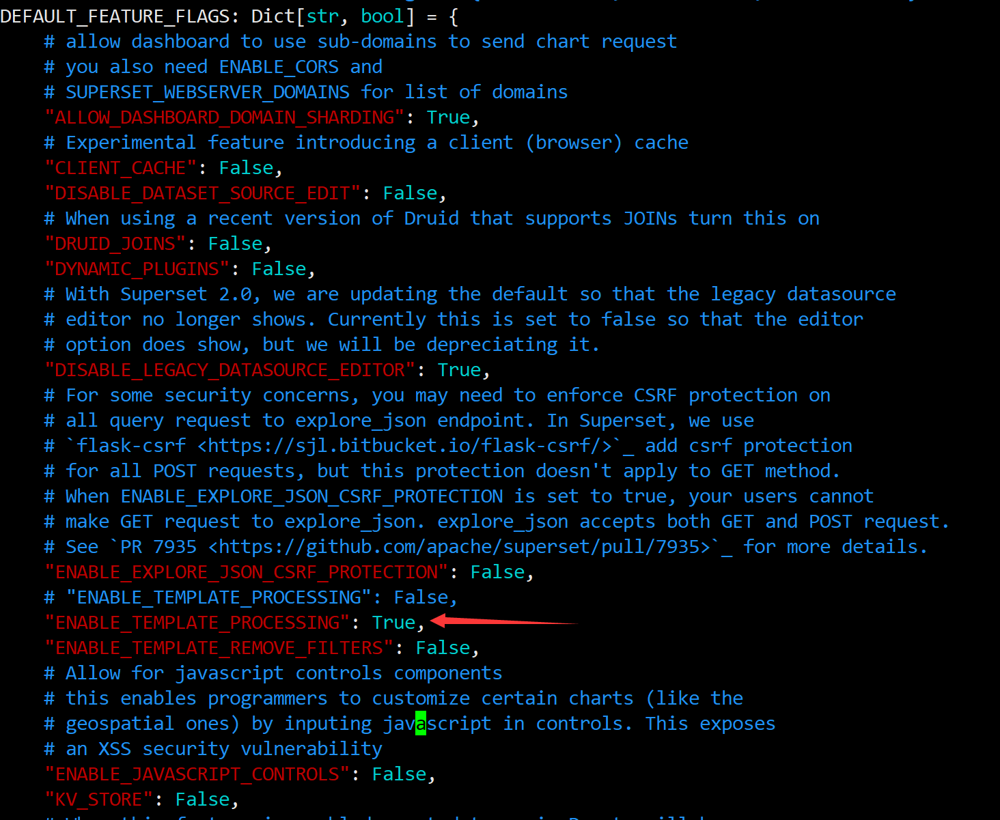 DEFAULT_FEATURE_FLAGS: Dict[str, bool] = {
# allow dashboard to use sub-domains to send chart request
# you also need ENABLE_CORS and
# SUPERSET_WEBSERVER_DOMAINS for list of domains
"ALLOW_DASHBOARD_DOMAIN_SHARDING": True,
# Experimental feature introducing a client (browser) cache
"CLIENT_CACHE": False,
"DISABLE_DATASET_SOURCE_EDIT": False,
# When using a recent version of Druid that supports JOINs turn this on
"DRUID_JOINS": False,
"DYNAMIC_PLUGINS": False,
# With Superset 2.0, we are updating the default so that the legacy datasource
# editor no longer shows. Currently this is set to false so that the editor
# option does show, but we will be depreciating it.
"DISABLE_LEGACY_DATASOURCE_EDITOR": True,
# For some security concerns, you may need to enforce CSRF protection on
# all query request to explore_json endpoint. In Superset, we use
# `flask-csrf <https://sjl.bitbucket.io/flask-csrf/>`_ add csrf protection
# for all POST requests, but this protection doesn't apply to GET method.
# When ENABLE_EXPLORE_JSON_CSRF_PROTECTION is set to true, your users cannot
# make GET request to explore_json. explore_json accepts both GET and POST request.
# See `PR 7935 <https://github.com/apache/superset/pull/7935>`_ for more details.
"ENABLE_EXPLORE_JSON_CSRF_PROTECTION": False,
# "ENABLE_TEMPLATE_PROCESSING": False,
"ENABLE_TEMPLATE_PROCESSING": True,
"ENABLE_TEMPLATE_REMOVE_FILTERS": False,
# Allow for javascript controls components
# this enables programmers to customize certain charts (like the
# geospatial ones) by inputing javascript in controls. This exposes
# an XSS security vulnerability
"ENABLE_JAVASCRIPT_CONTROLS": False,
"KV_STORE": False,